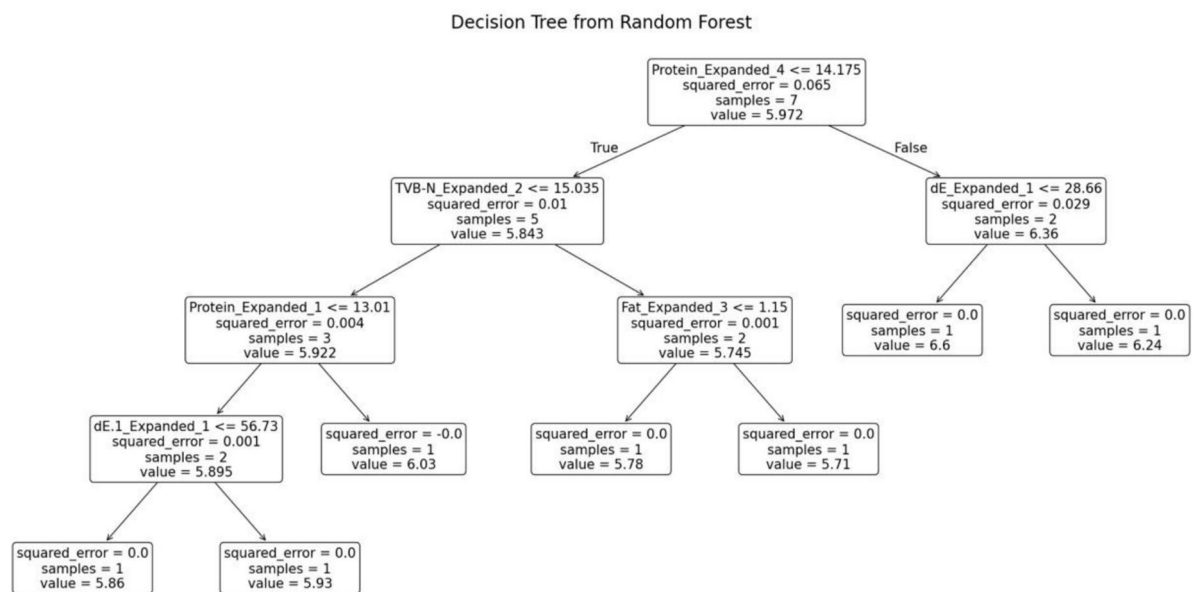 Decision Tree from Random Forest
Protein_Expanded_4 <= 14.175
squared_error = 0.065
samples = 7
value = 5.972
True
False
TVB-N_Expanded_2 <= 15.035
squared_error = 0.01
samples = 5
value = 5.843
dE_Expanded_1 <= 28.66
squared_error = 0.029
samples = 2
value = 6.36
Protein_Expanded_1 <= 13.01
squared_error = 0.004
samples = 3
value = 5.922
Fat_Expanded_3 <= 1.15
squared_error = 0.001
samples = 2
value = 5.745
squared_error = 0.0
samples = 1
value = 6.6
squared_error = 0.0
samples = 1
value = 6.24
dE.1_Expanded_1 <= 56.73
squared_error = 0.001
samples = 2
value = 5.895
squared_error = -0.0
samples = 1
value = 6.03
squared_error = 0.0
samples = 1
value = 5.78
squared_error = 0.0
samples = 1
value = 5.71
squared_error = 0.0
samples = 1
value = 5.86
squared_error = 0.0
samples = 1
value = 5.93